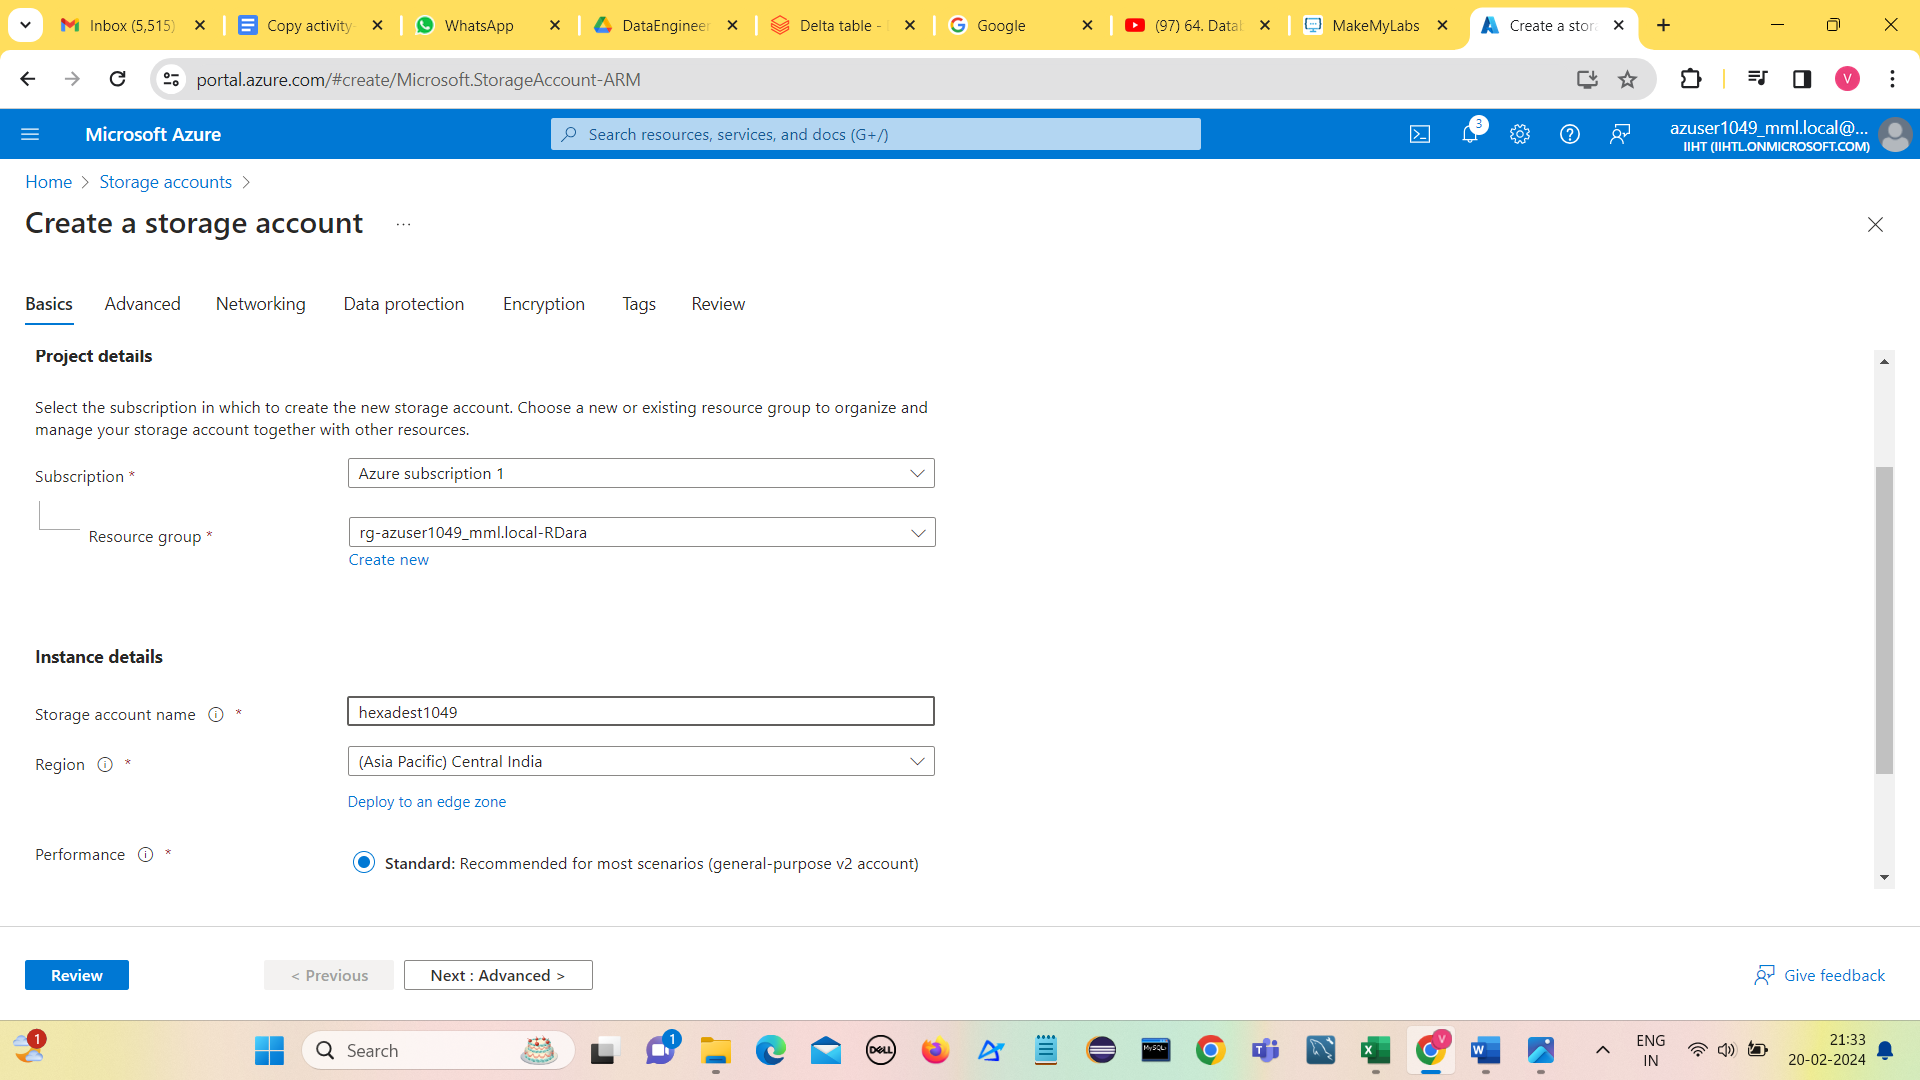 Inbox (5,515)
Copy activity
WhatsApp
DataEngineer
Delta table -
Google
(97) 64. Datab
MakeMyLabs
Create a stor
portal.azure.com/#create/Microsoft.StorageAccount-ARM
V
Microsoft Azure
Search resources, services, and docs (G+/)
3
azuser1049_mml.local@...
IIHT (IIHTL.ONMICROSOFT.COM)
Home > Storage accounts >
Create a storage account ...
Basics Advanced Networking Data protection Encryption Tags Review
Project details
Select the subscription in which to create the new storage account. Choose a new or existing resource group to organize and
manage your storage account together with other resources.
Subscription *
Azure subscription 1
Resource group *
rg-azuser1049_mml.local-RDara
Create new
Instance details
Storage account name *
hexadest1049
Region *
(Asia Pacific) Central India
Deploy to an edge zone
Performance *
Standard: Recommended for most scenarios (general-purpose v2 account)
Review
< Previous
Next : Advanced >
Give feedback
1
Search
1
DELL
MySQL
V
ENG
IN
21:33
20-02-2024